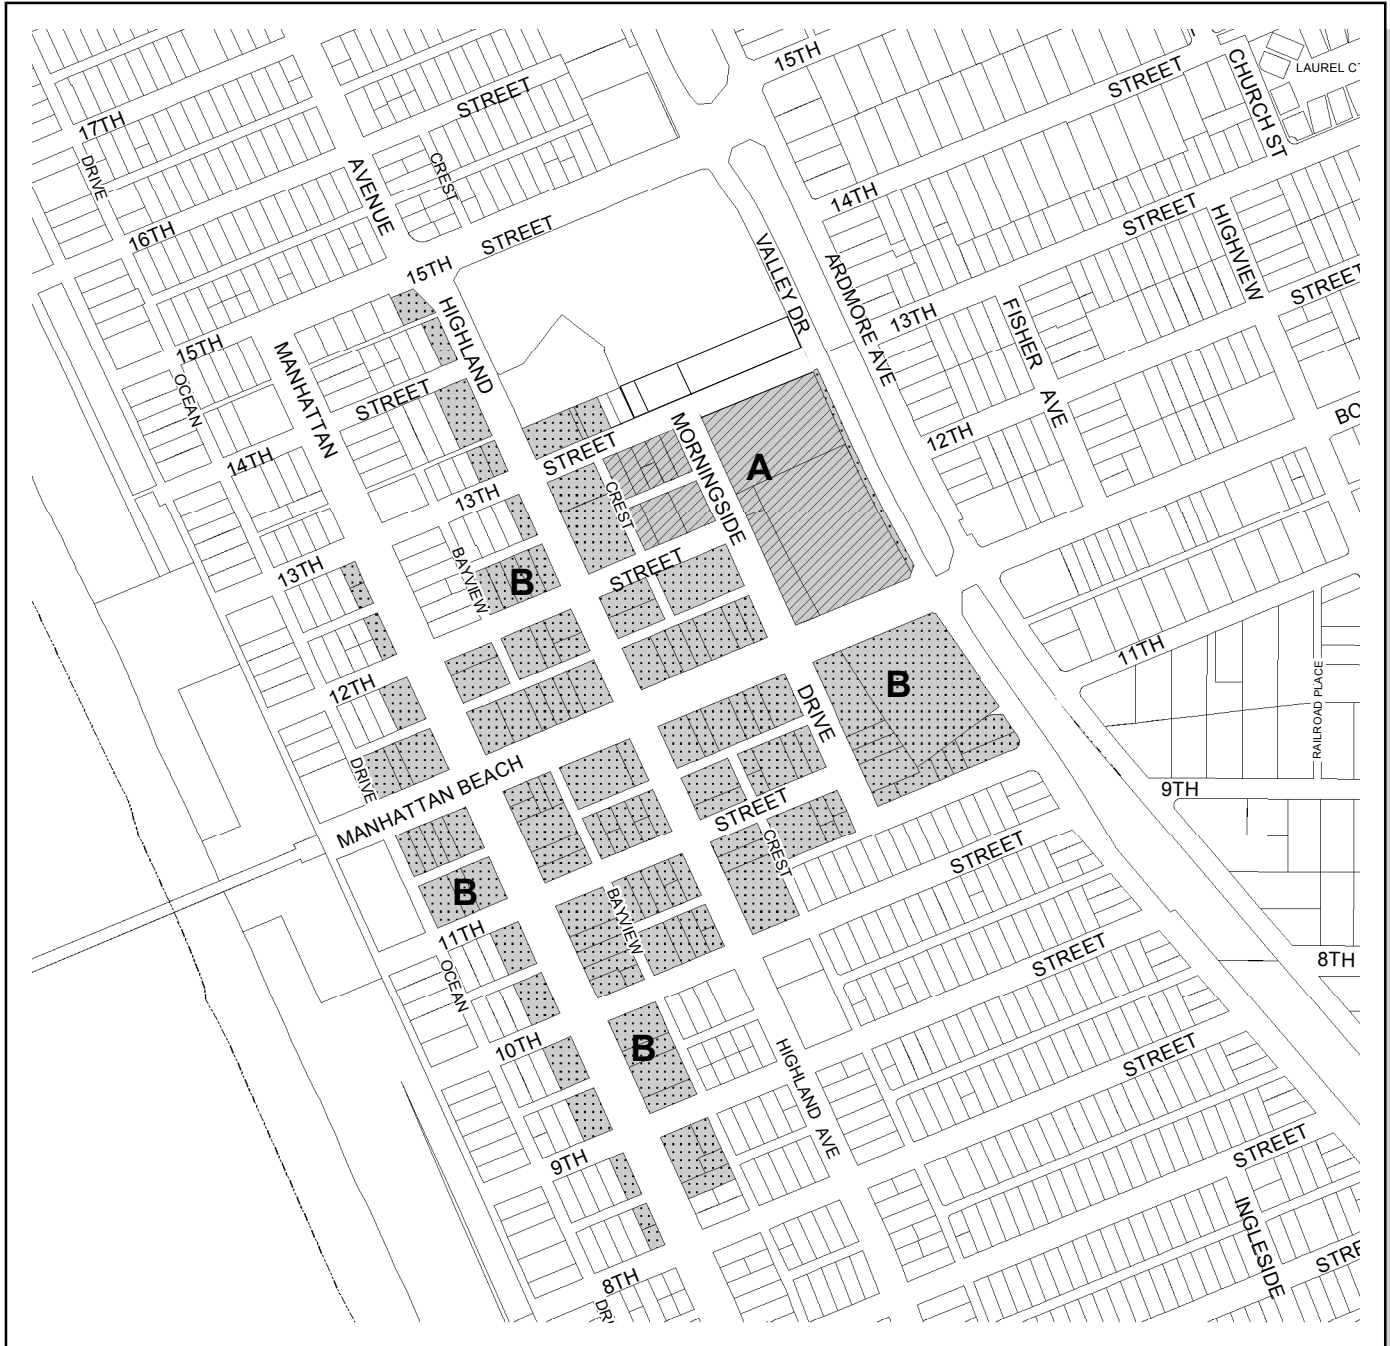 15TH
STREET
CHURCH ST
LAUREL CT
17TH
STREET
DRIVE
AVENUE
CREST
14TH
STREET
HIGHVIEW
16TH
STREET
15TH
VALLEY DR
ARDMORE AVE
STREET
13TH
FISHER
AVE
HIGHLAND
15TH
MANHATTAN
OCEAN
STREET
BO
12TH
14TH
STREET
MORNINGSIDE
A
13TH
CREST
13TH
BAYVIEW
B
STREET
11TH
RAILROAD PLACE
12TH
DRIVE
B
DRIVE
MANHATTAN BEACH
STREET
CREST
9TH
STREET
B
BAYVIEW
11TH
OCEAN
STREET
8TH
10TH
B
HIGHLAND AVE
STREET
9TH
STREET
INGLESIDE
STRE
8TH
DRI